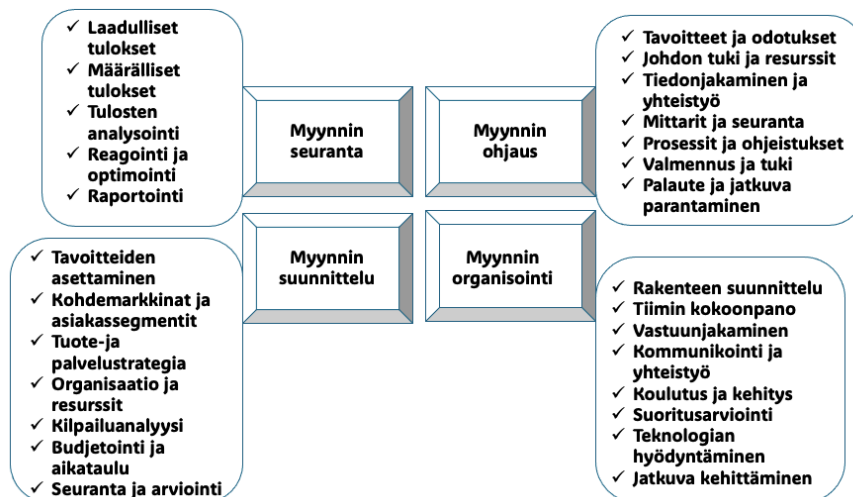 ✓ Laadulliset
tulokset
✓ Määrälliset
tulokset
✓ Tulosten
analysointi
✓ Reagointi ja
optimointi
✓ Raportointi
Myynnin
seuranta
Myynnin
ohjaus
✓ Tavoitteet ja odotukset
✓ Johdon tuki ja resurssit
✓ Tiedonjakaminen ja
yhteistyö
✓ Mittarit ja seuranta
✓ Prosessit ja ohjeistukset
✓ Valmennus ja tuki
✓ Palaute ja jatkuva
parantaminen
✓ Tavoitteiden
asettaminen
✓ Kohdemarkkinat ja
asiakassegmentit
✓ Tuote-ja
palvelustrategia
✓ Organisaatio ja
resurssit
✓ Kilpailuanalyysi
✓ Budjetointi ja
aikataulu
✓ Seuranta ja arviointi
Myynnin
suunnittelu
Myynnin
organisointi
✓ Rakenteen suunnittelu
✓ Tiimin kokoonpano
✓ Vastuunjakaminen
✓ Kommunikointi ja
yhteistyö
✓ Koulutus ja kehitys
✓ Suoritusarviointi
✓ Teknologian
hyödyntäminen
✓ Jatkuva kehittäminen